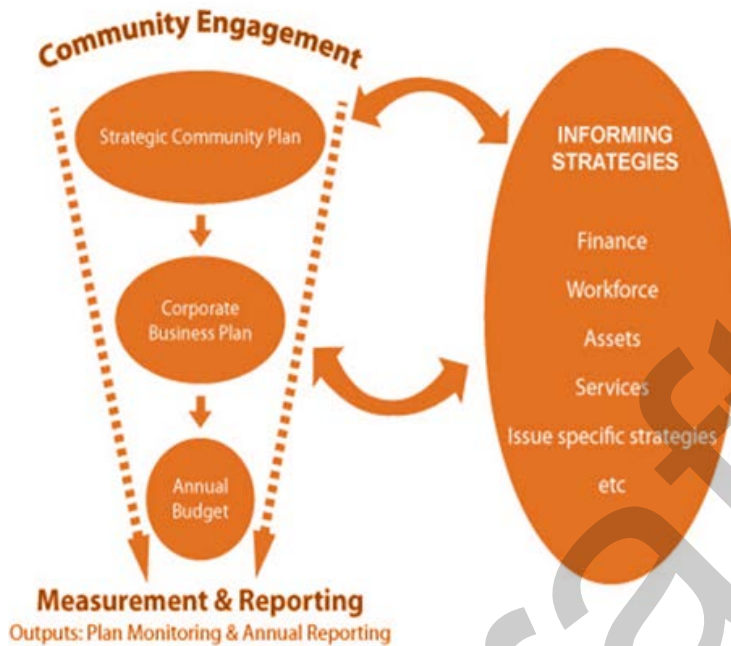 Community Engagement
Strategic Community Plan
Corporate
Business Plan
Annual
Budget
Measurement & Reporting
Outputs: Plan Monitoring & Annual Reporting
INFORMING
STRATEGIES
Finance
Workforce
Assets
Services
Issue specific strategies
etc